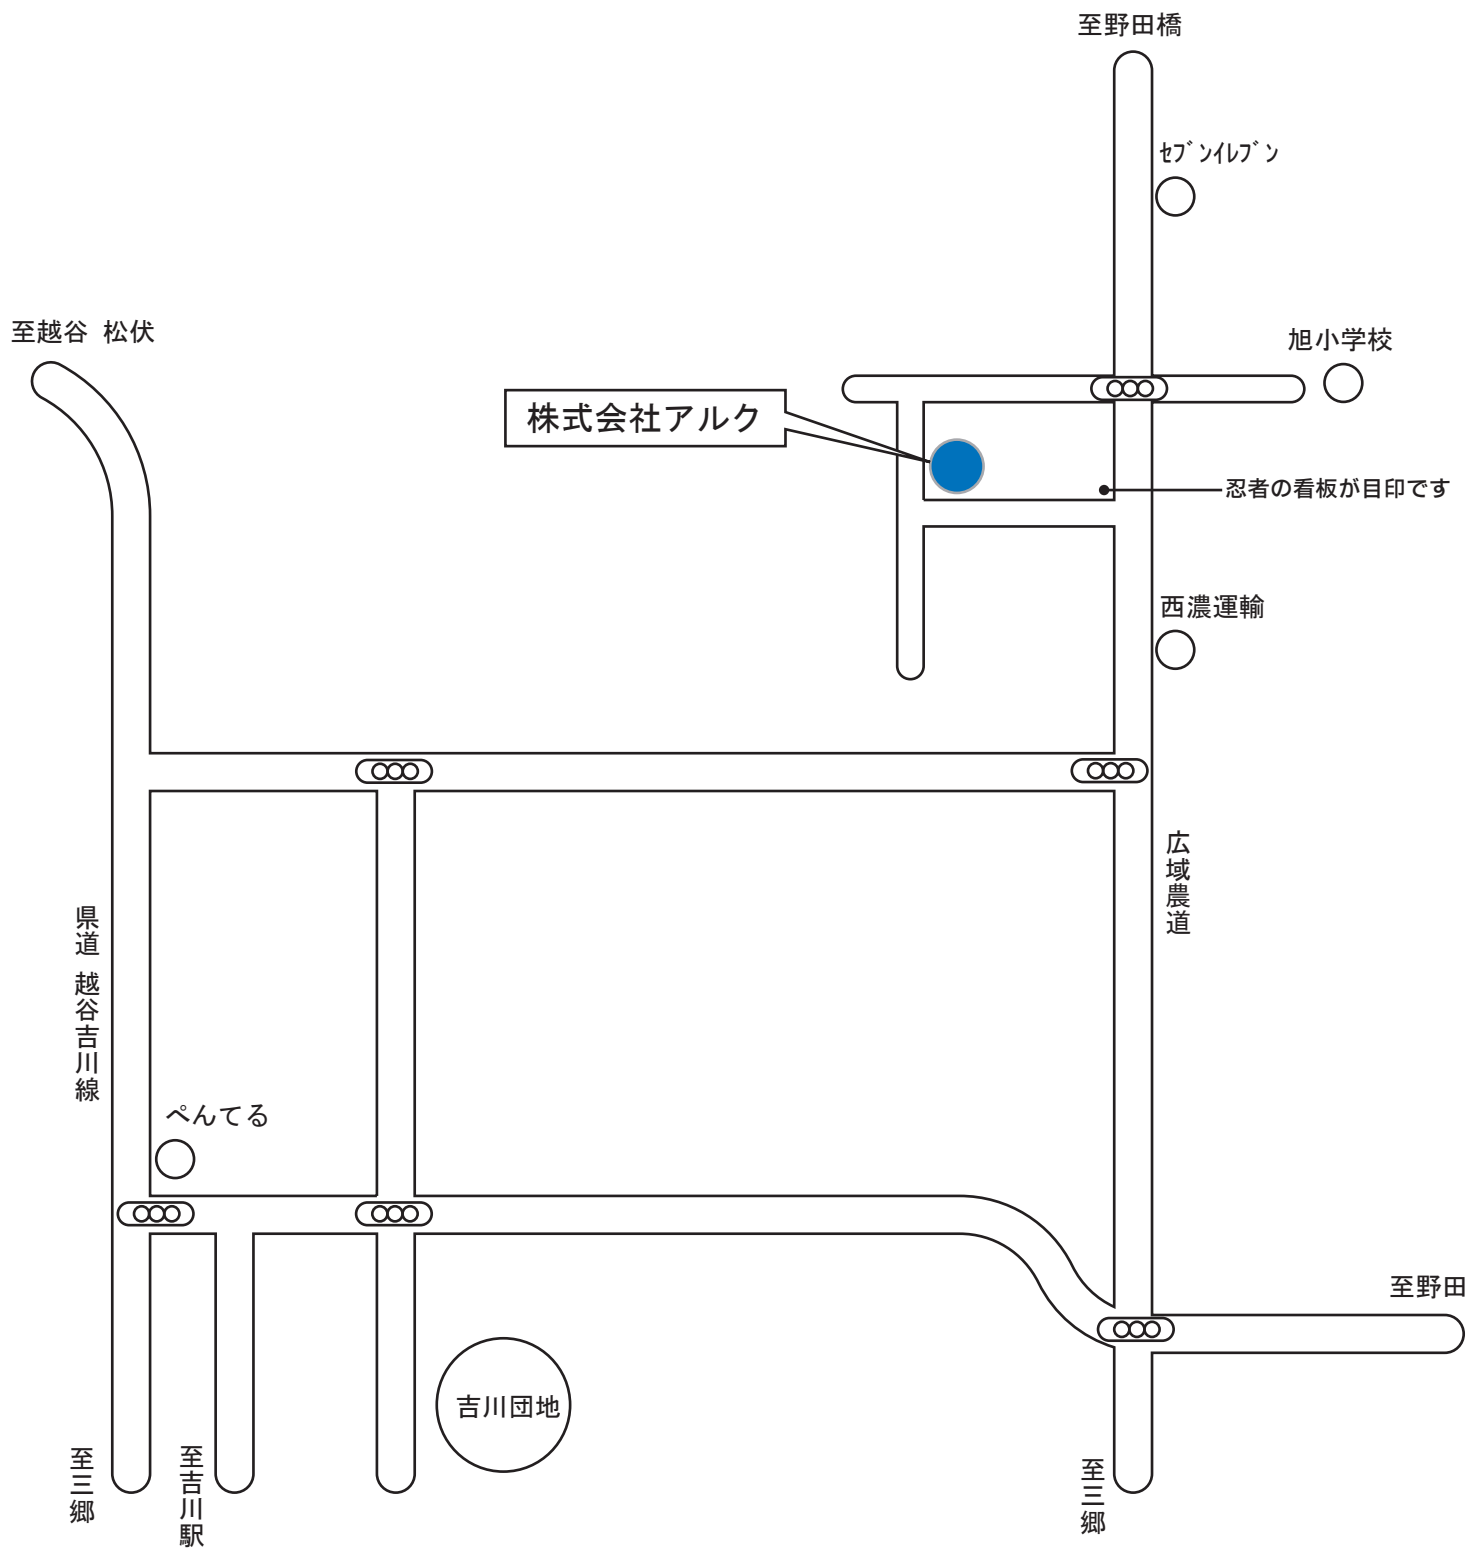 至野田橋
ｾﾌﾞﾝｲﾚﾌﾞﾝ
至越谷 松伏
旭小学校
株式会社アルク
忍者の看板が目印です
西濃運輸
広域農道
県道 越谷吉川線
ぺんてる
至野田
吉川団地
至三郷
至吉川駅
至三郷